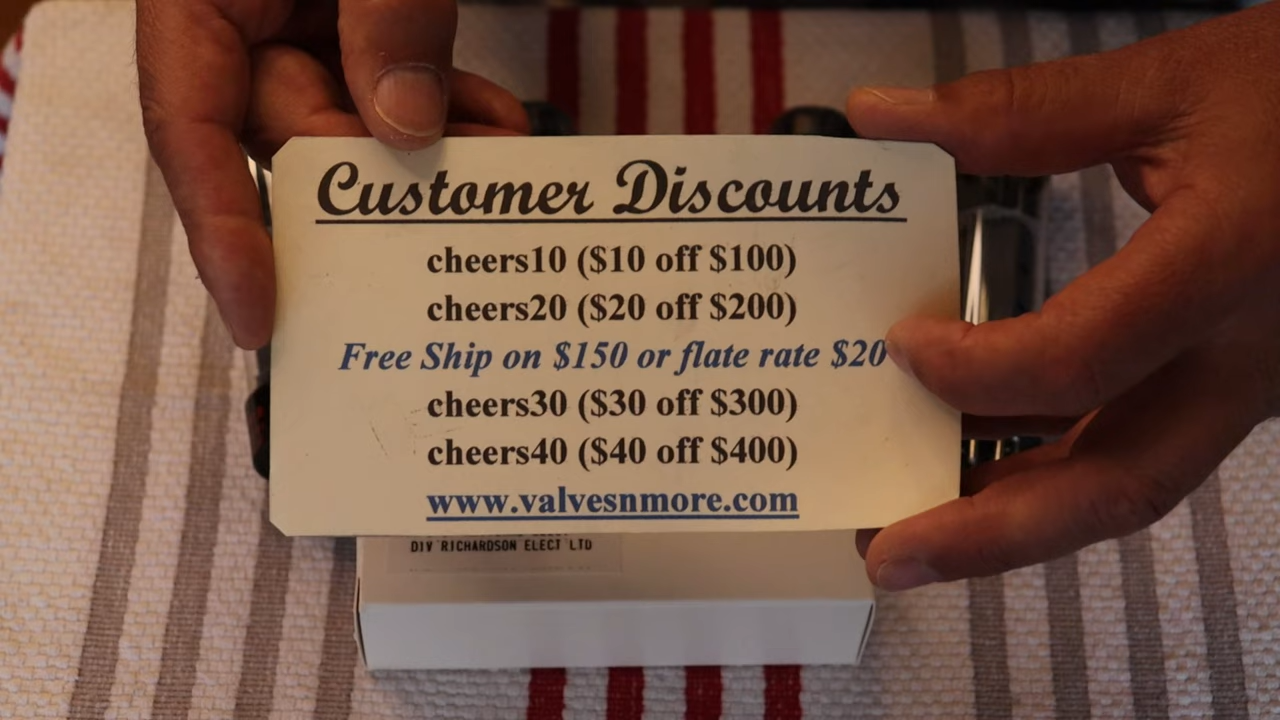 Customer Discounts
cheers10 ($10 off $100)
cheers20 ($20 off $200)
Free Ship on $150 or flate rate $20
cheers30 ($30 off $300)
cheers40 ($40 off $400)
www.valvesnmore.com
DIV RICHARDSON ELECT LTD